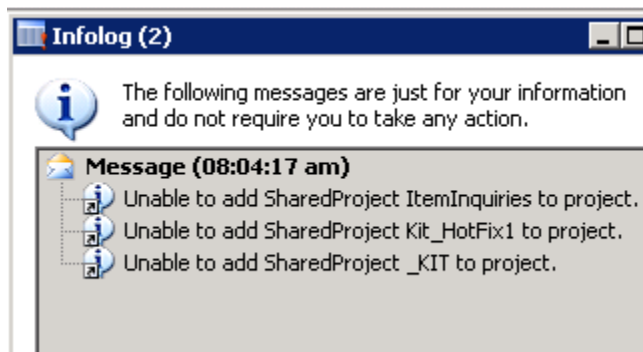 Infolog (2)
The following messages are just for your information
and do not require you to take any action.
Message (08:04:17 am)
Unable to add SharedProject ItemInquiries to project.
Unable to add SharedProject Kit_HotFix1 to project.
Unable to add SharedProject _KIT to project.